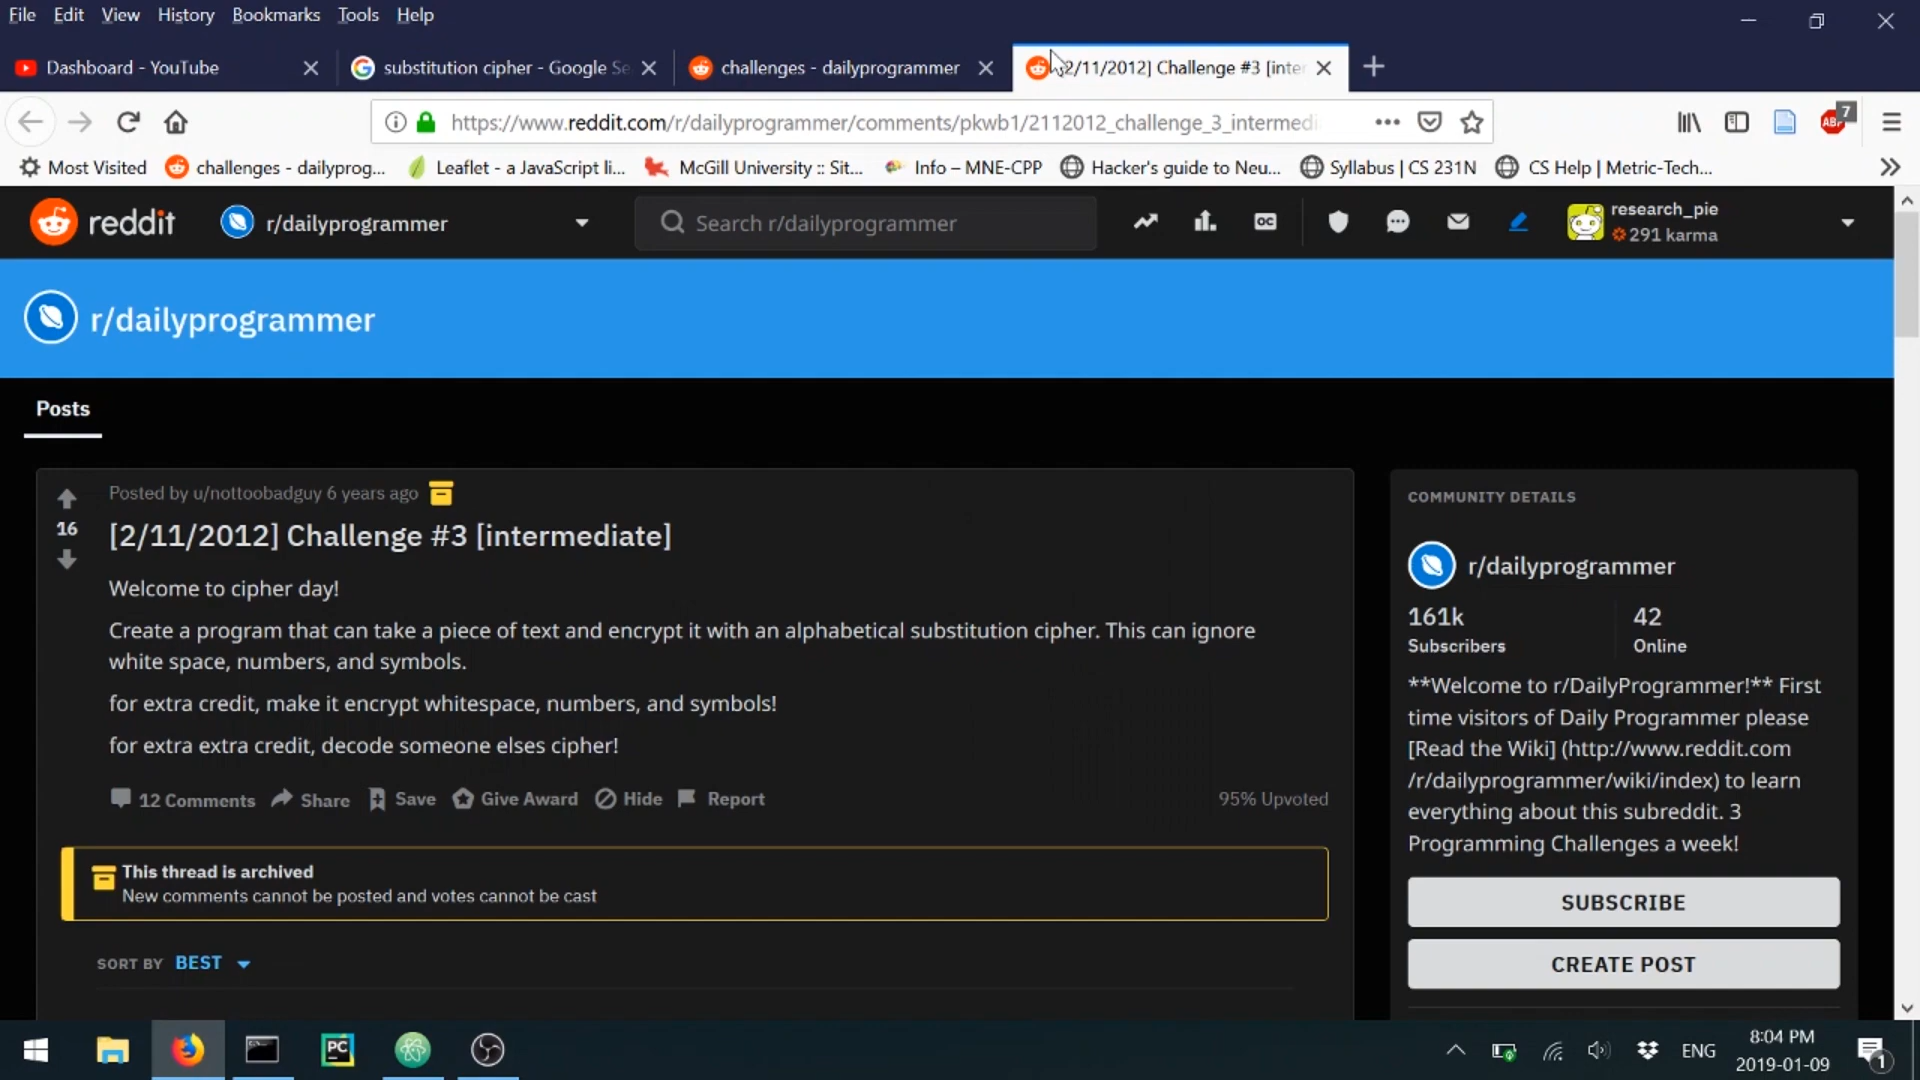 File Edit View History Bookmarks Tools Help
Dashboard - YouTube
substitution cipher - Google Se
challenges - dailyprogrammer
2/11/2012] Challenge #3 [inter
https://www.reddit.com/r/dailyprogrammer/comments/pkwb1/2112012_challenge_3_intermedi
ABP 7
Most Visited
challenges - dailyprog...
Leaflet - a JavaScript li...
McGill University :: Sit...
Info – MNE-CPP
Hacker's guide to Neu...
Syllabus | CS 231N
CS Help | Metric-Tech...
reddit
r/dailyprogrammer
Search r/dailyprogrammer
OC
research_pie
291 karma
r/dailyprogrammer
Posts
Posted by u/nottoobadguy 6 years ago
16
[2/11/2012] Challenge #3 [intermediate]
Welcome to cipher day!
Create a program that can take a piece of text and encrypt it with an alphabetical substitution cipher. This can ignore
white space, numbers, and symbols.
for extra credit, make it encrypt whitespace, numbers, and symbols!
for extra extra credit, decode someone elses cipher!
12 Comments Share Save Give Award Hide Report 95% Upvoted
This thread is archived
New comments cannot be posted and votes cannot be cast
SORT BY BEST
COMMUNITY DETAILS
r/dailyprogrammer
161k 42
Subscribers Online
**Welcome to r/DailyProgrammer!** First
time visitors of Daily Programmer please
[Read the Wiki] (http://www.reddit.com
/r/dailyprogrammer/wiki/index) to learn
everything about this subreddit. 3
Programming Challenges a week!
SUBSCRIBE
CREATE POST
PC
ENG
8:04 PM
2019-01-09
1